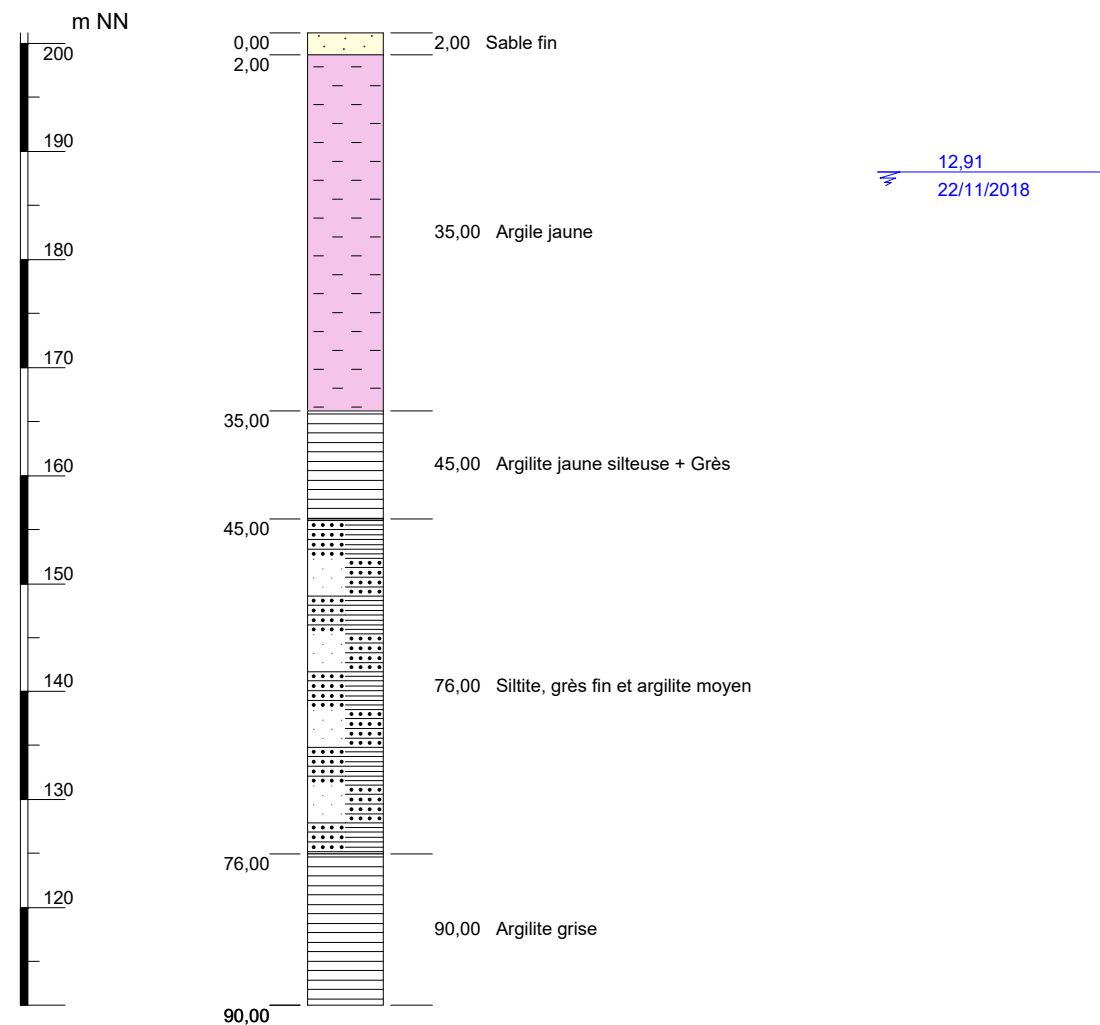 m NN
0,00 2,00 Sable fin
200
2,00
190
12,91
22/11/2018
35,00 Argile jaune
180
170
35,00
160
45,00 Argilite jaune silteuse + Grès
45,00
150
140
76,00 Siltite, grès fin et argilite moyen
130
76,00
120
90,00 Argilite grise
90,00